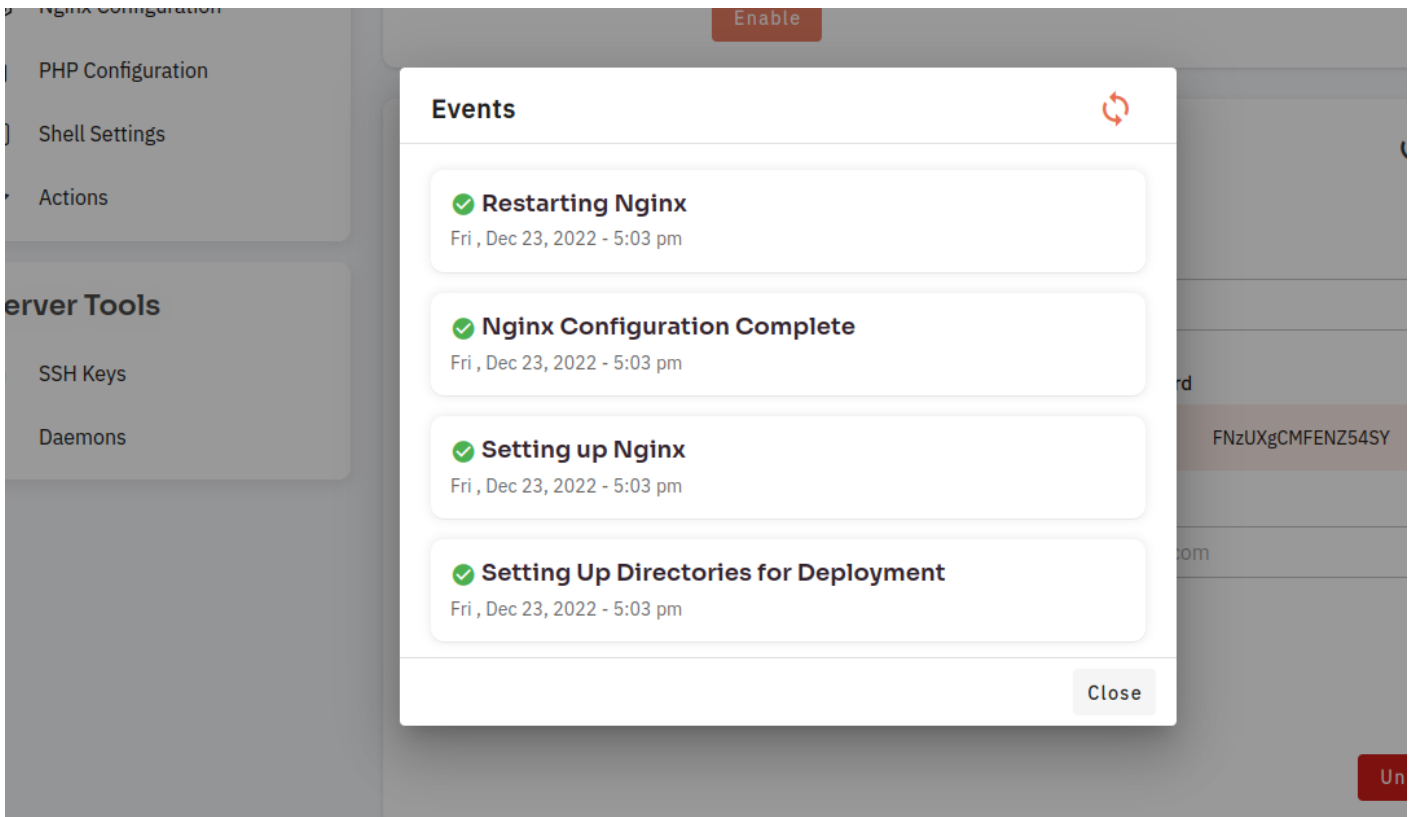 Nginx Configuration
Enable
PHP Configuration
Shell Settings
Actions
erver Tools
SSH Keys
Daemons
Events
Restarting Nginx
Fri , Dec 23, 2022 - 5:03 pm
Nginx Configuration Complete
Fri , Dec 23, 2022 - 5:03 pm
Setting up Nginx
Fri , Dec 23, 2022 - 5:03 pm
Setting Up Directories for Deployment
Fri , Dec 23, 2022 - 5:03 pm
Close
rd
FNzUXgCMFENZ54SY
com
Un